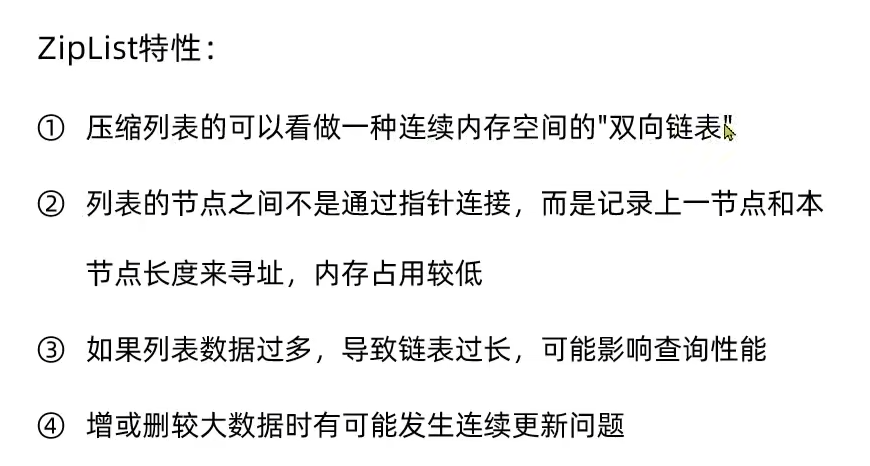 ZipList特性：
① 压缩列表的可以看做一种连续内存空间的"双向链表"
② 列表的节点之间不是通过指针连接，而是记录上一节点和本
节点长度来寻址，内存占用较低
③ 如果列表数据过多，导致链表过长，可能影响查询性能
④ 增或删较大数据时有可能发生连续更新问题